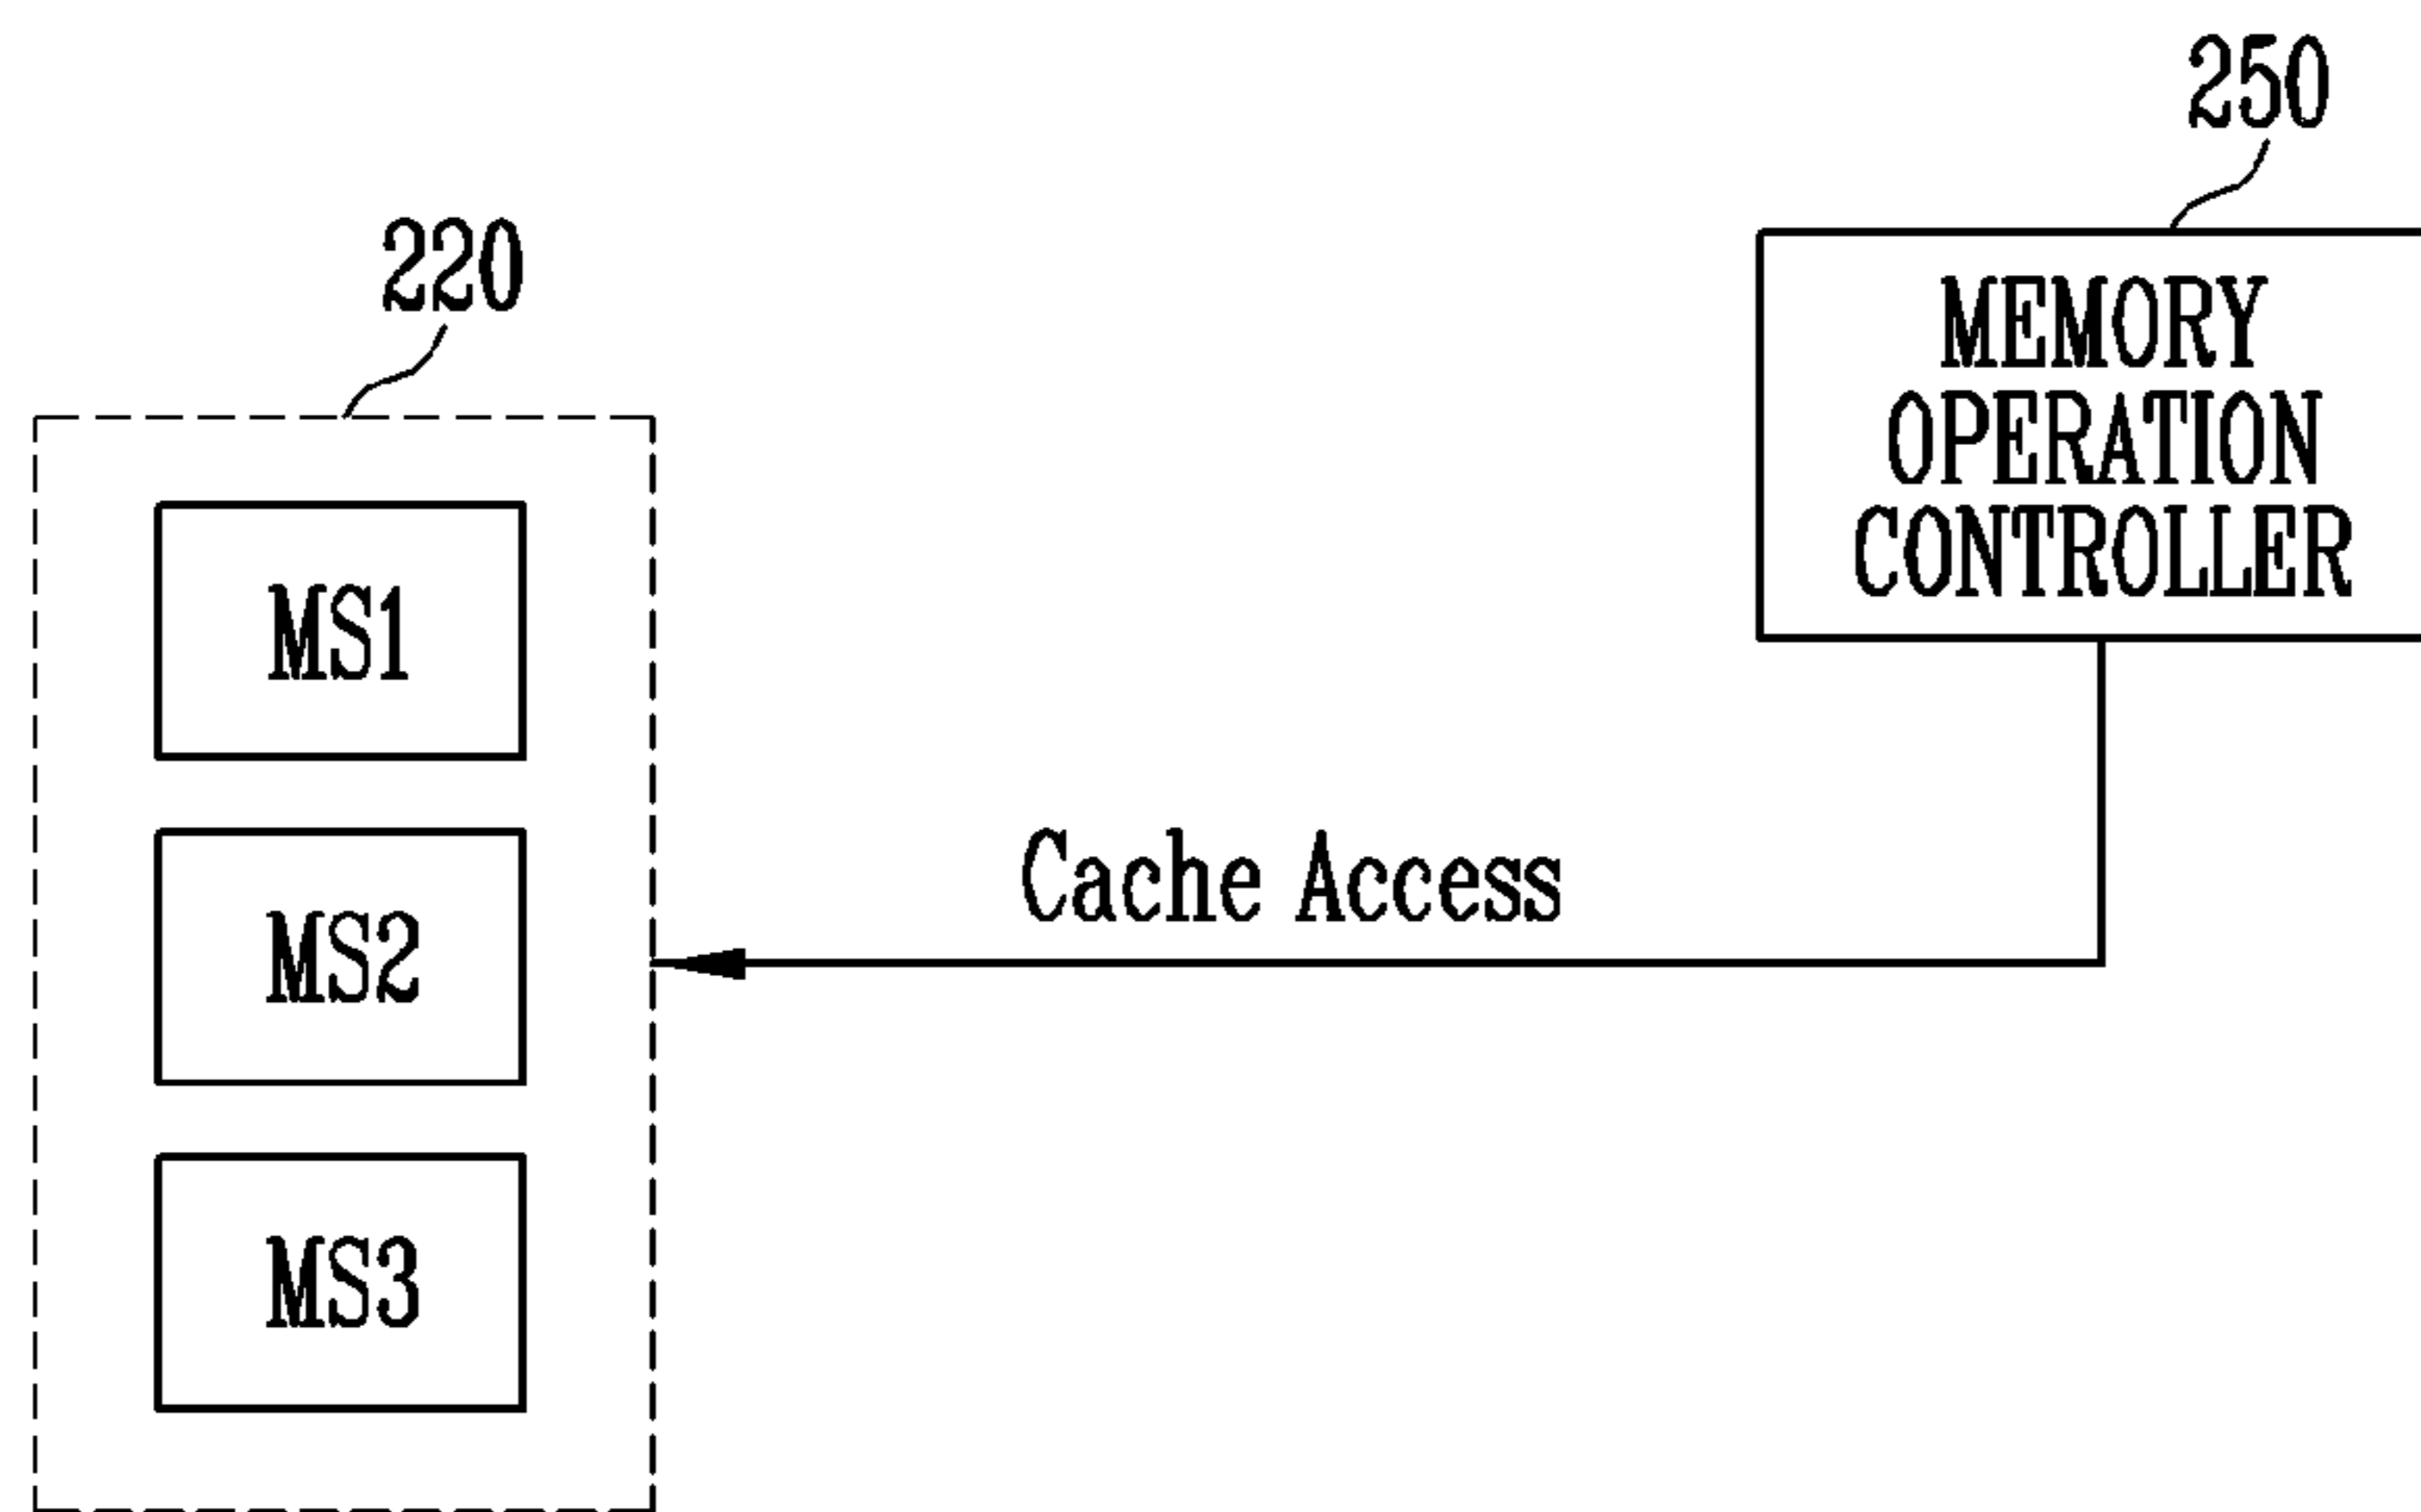 250
220
MEMORY
OPERATION
CONTROLLER
MS1
Cache Access
MS2
MS3